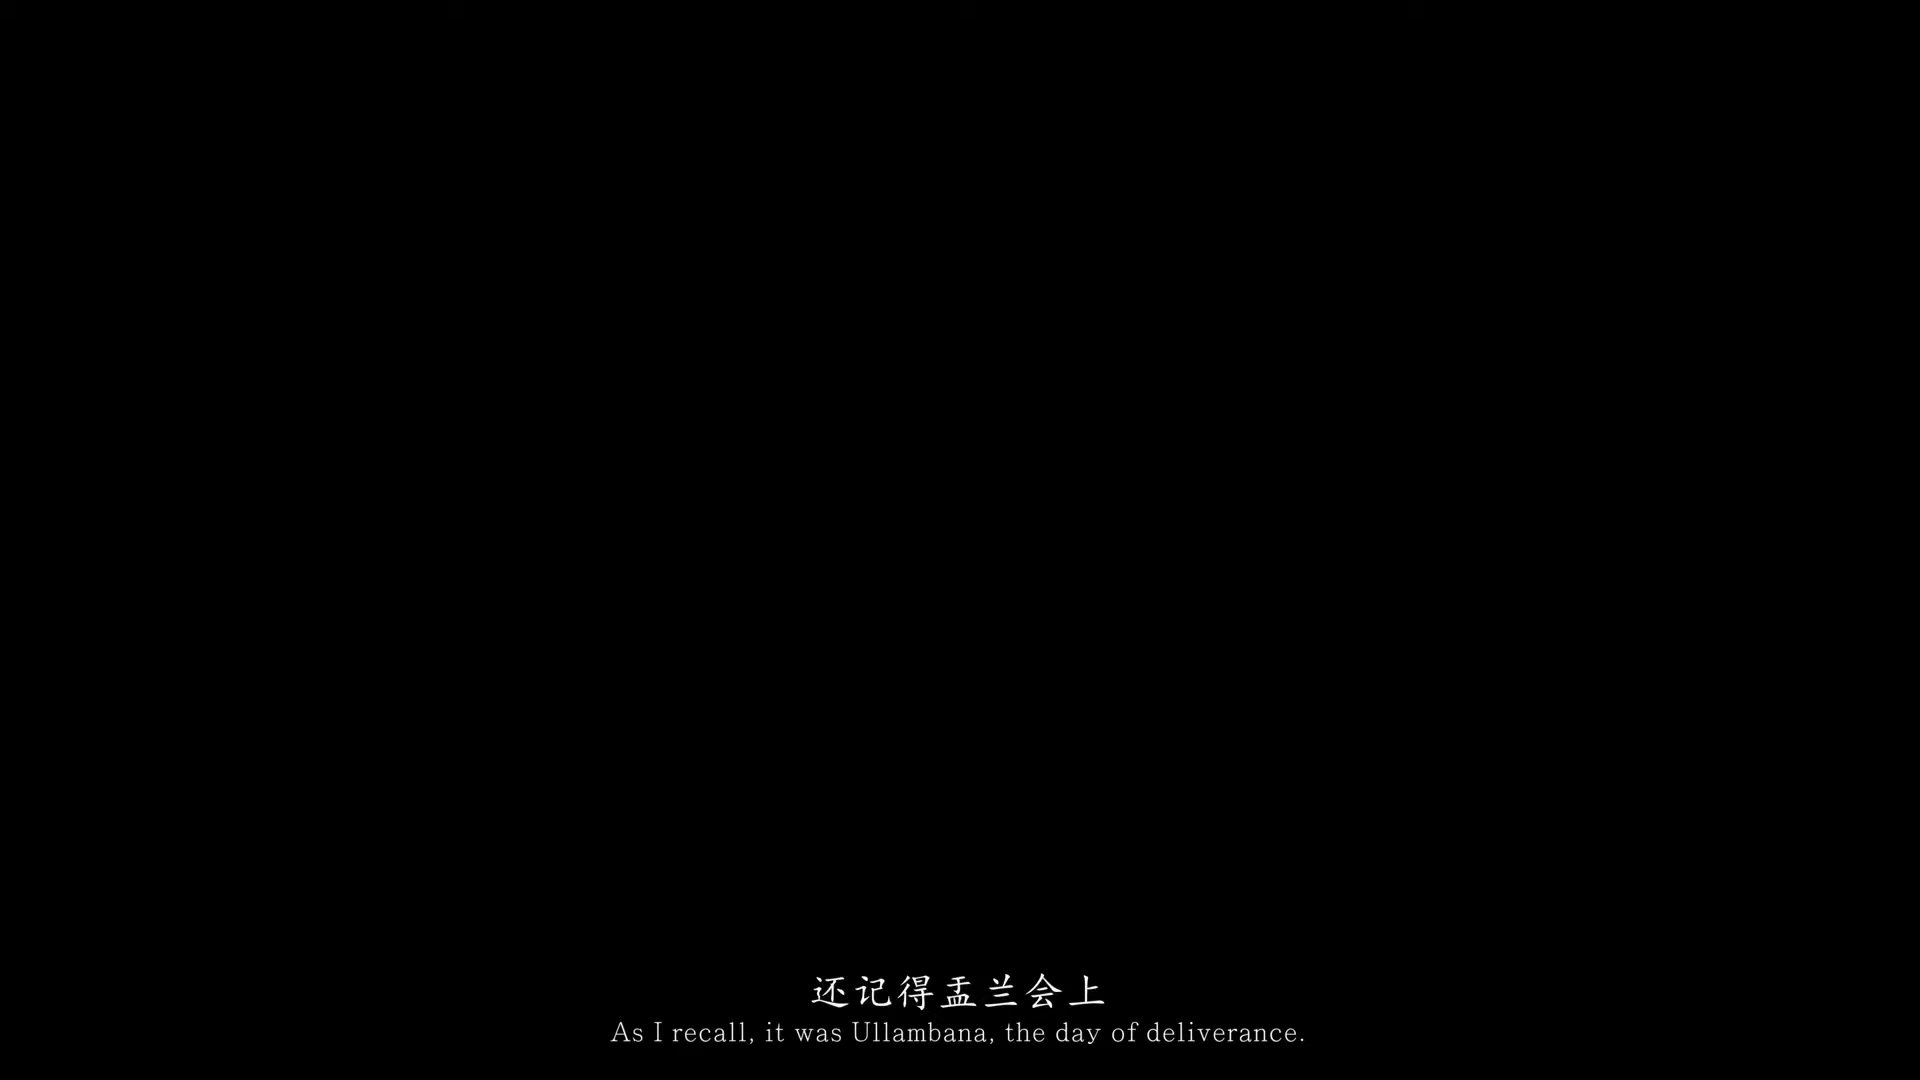 还记得盂兰会上
As I recall, it was Ullambana, the day of deliverance.